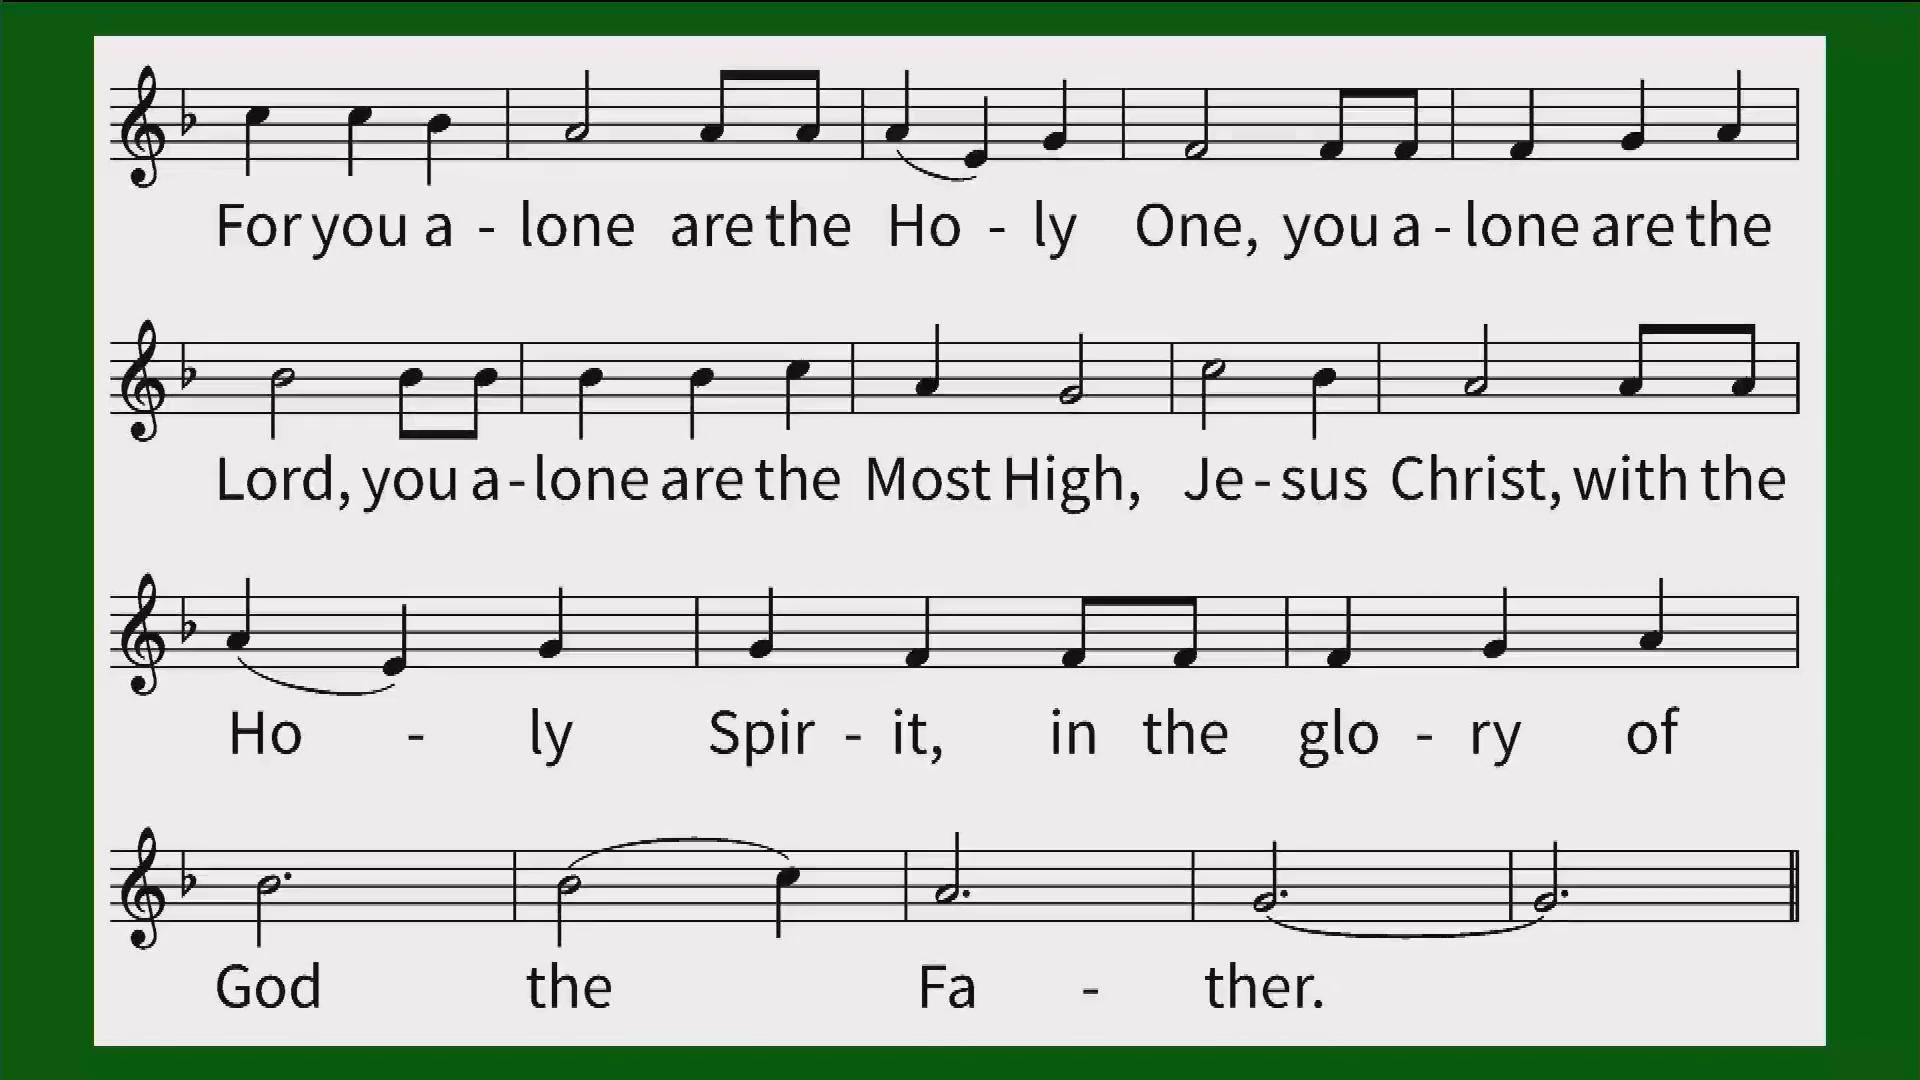 For you a - lone are the Ho - ly One, you a - lone are the
Lord, you a - lone are the Most High, Je - sus Christ, with the
Ho - ly Spir - it, in the glo - ry of
God the Fa - ther.